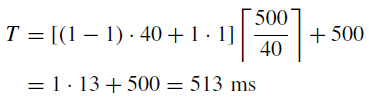 T = [(1 − 1) · 40 + 1 · 1] ⌈500/40⌉ + 500
= 1 · 13 + 500 = 513 ms